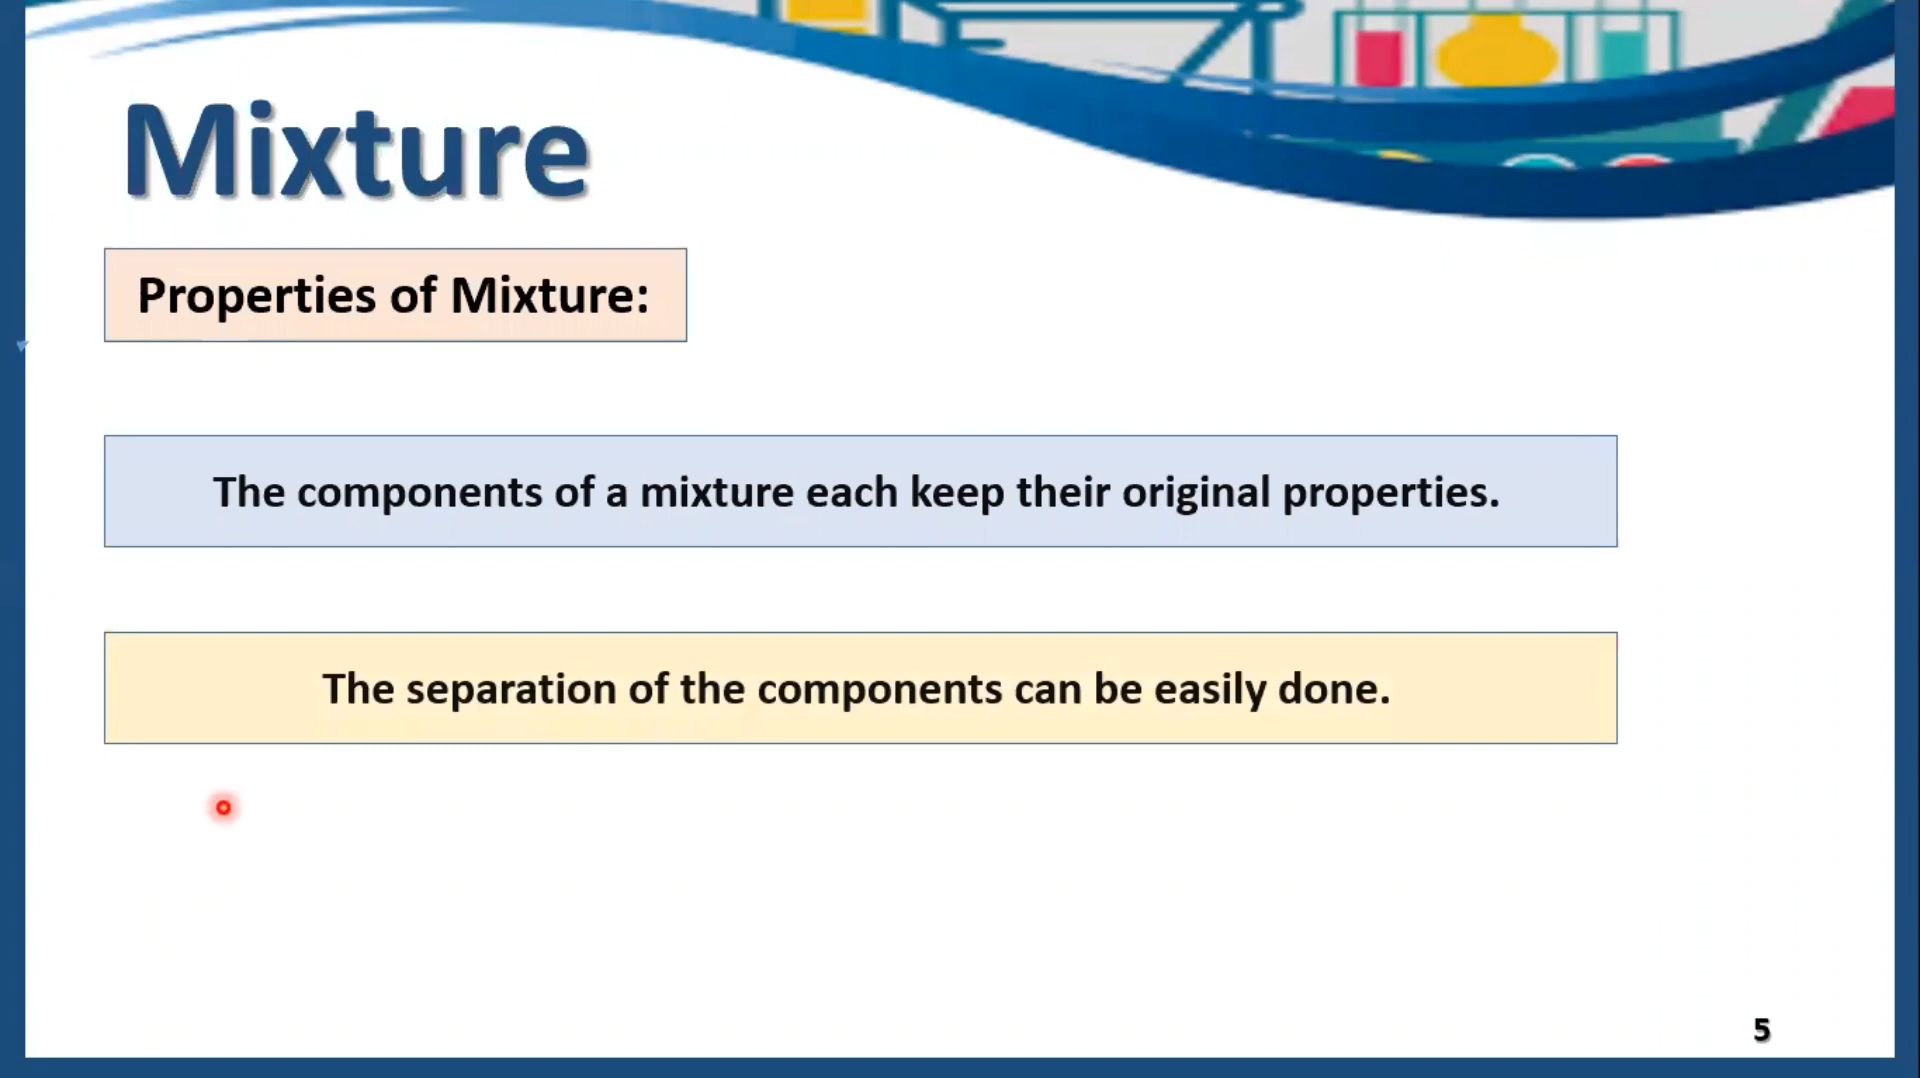 Mixture
Properties of Mixture:
The components of a mixture each keep their original properties.
The separation of the components can be easily done.
5